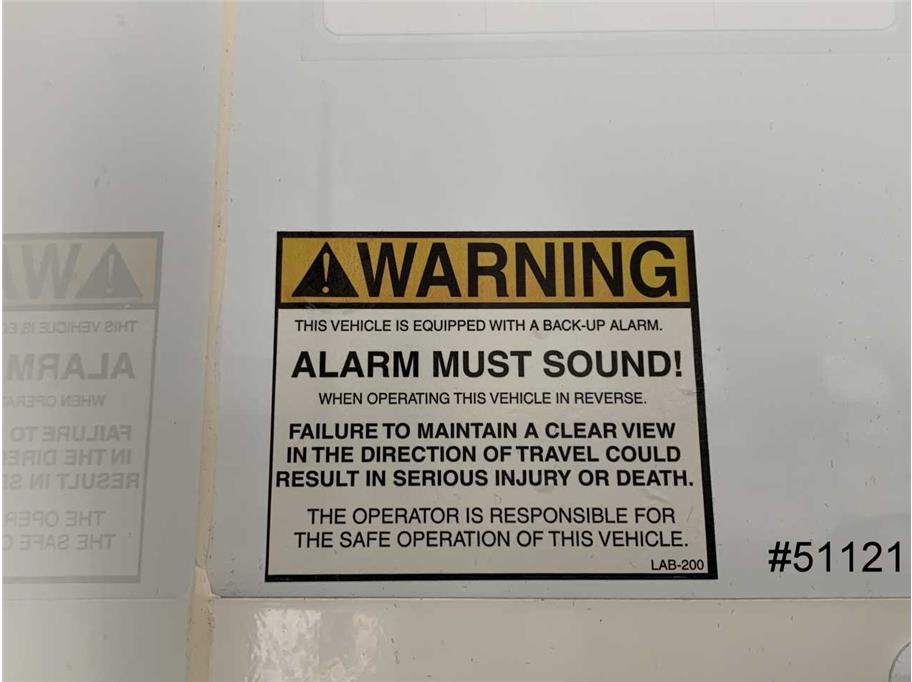 WARNING
THIS VEHICLE IS EQUIPPED WITH A BACK-UP ALARM.
ALARM MUST SOUND!
WHEN OPERATING THIS VEHICLE IN REVERSE.
FAILURE TO MAINTAIN A CLEAR VIEW
IN THE DIRECTION OF TRAVEL COULD
RESULT IN SERIOUS INJURY OR DEATH.
THE OPERATOR IS RESPONSIBLE FOR
THE SAFE OPERATION OF THIS VEHICLE.
LAB-200
#51121